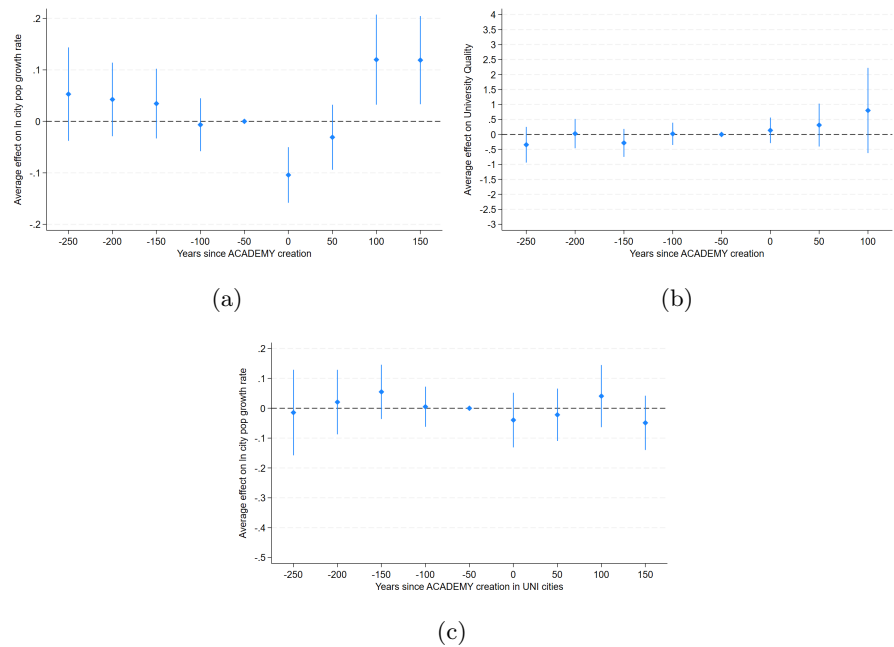 Average effect on ln city pop growth rate
.2
.1
0
-.1
-.2
-250 -200 -150 -100 -50 0 50 100 150
Years since ACADEMY creation
(a)
Average effect on University Quality
4
3.5
3
2.5
2
1.5
1
.5
0
-.5
-1
-1.5
-2
-2.5
-3
-250 -200 -150 -100 -50 0 50 100
Years since ACADEMY creation
(b)
Average effect on ln city pop growth rate
.2
.1
0
-.1
-.2
-.3
-.4
-.5
-250 -200 -150 -100 -50 0 50 100 150
Years since ACADEMY creation in UNI cities
(c)